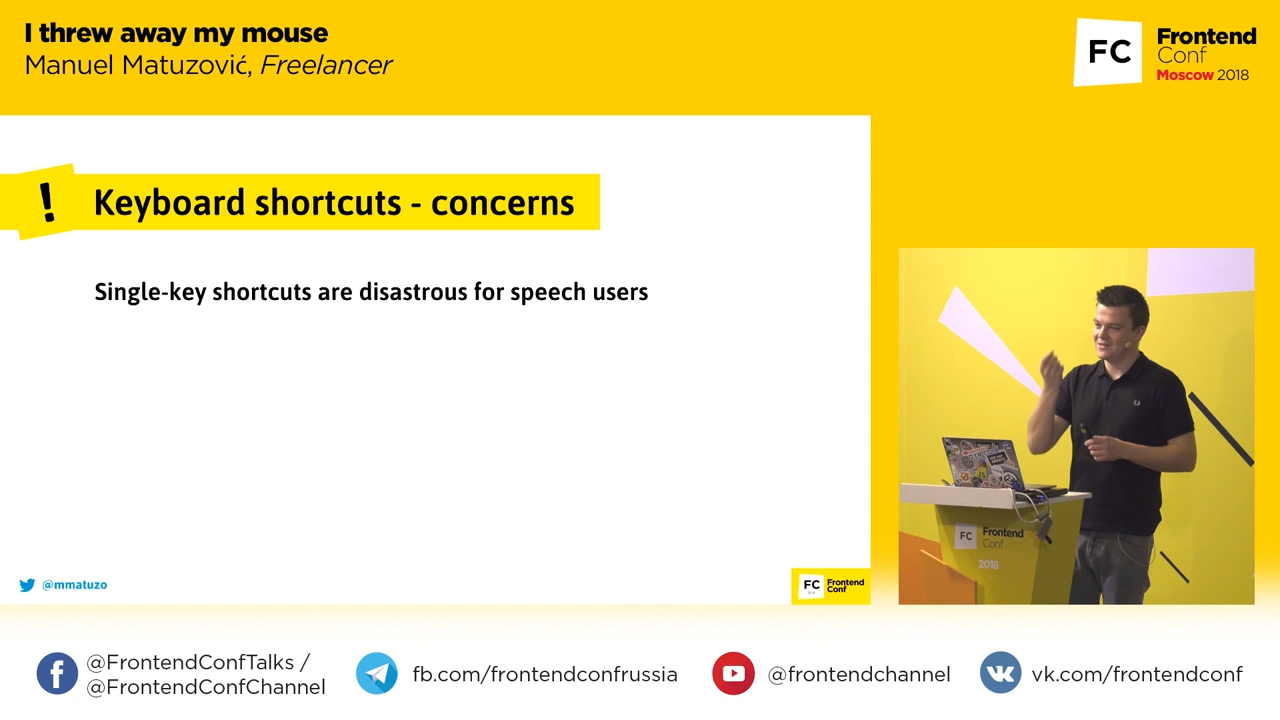 I threw away my mouse
Manuel Matuzović, Freelancer
FC
Frontend
Conf
Moscow 2018
!
Keyboard shortcuts - concerns
Single-key shortcuts are disastrous for speech users
@mmatuzo
FC
Frontend
Conf
FC
Frontend
Conf
2018
@FrontendConfTalks /
@FrontendConfChannel
fb.com/frontendconfrussia
@frontendchannel
vk.com/frontendconf